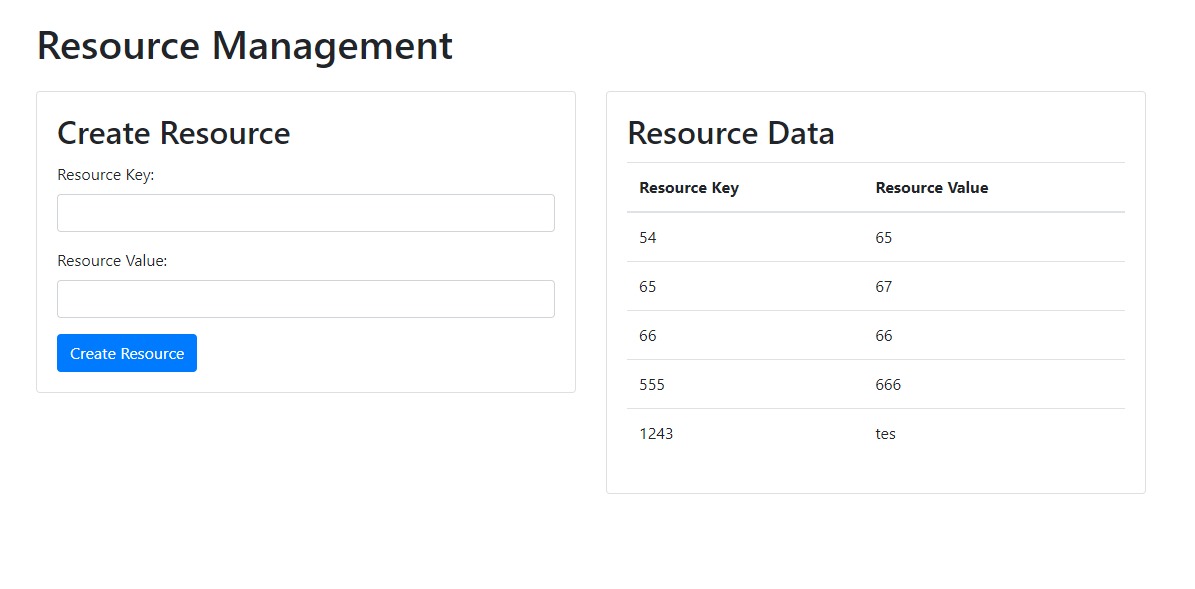 Resource Management
Create Resource
Resource Key:
Resource Value:
Create Resource
Resource Data
Resource Key Resource Value
54 65
65 67
66 66
555 666
1243 tes